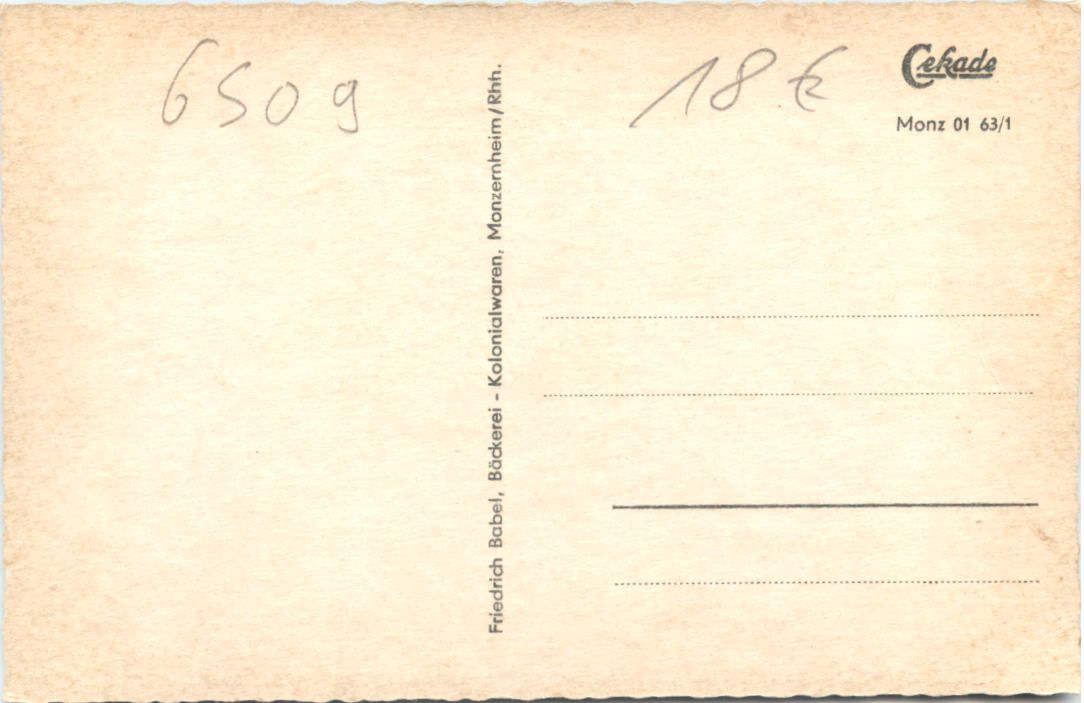 6509
18 €
Cekade
Monz 01 63/1
Friedrich Babel, Bäckerei - Kolonialwaren, Monzernheim/Rhh.